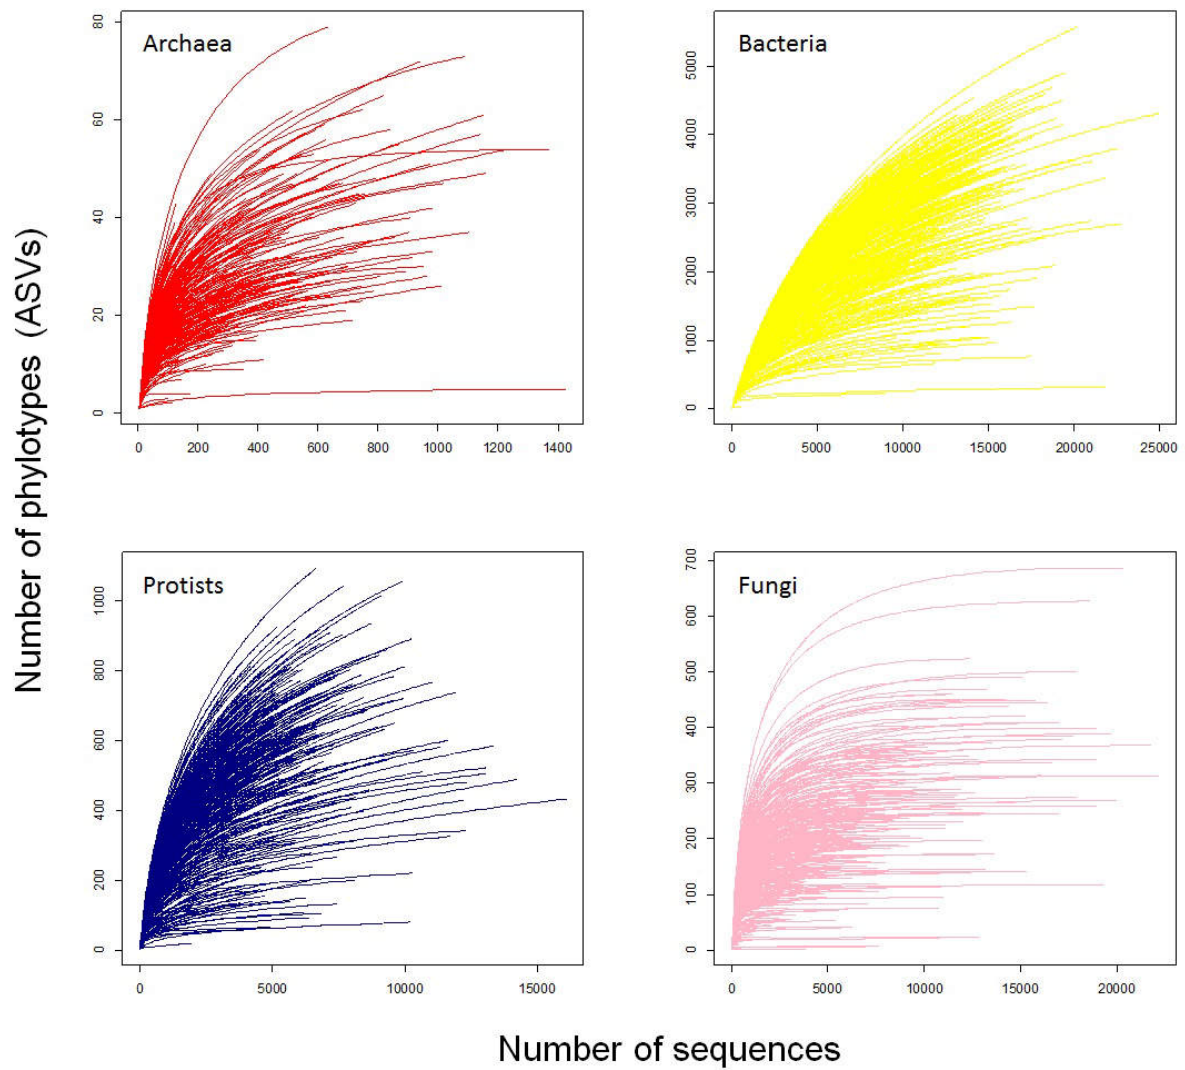 Number of phylotypes (ASVs)
Archaea
80
60
40
20
0
0 200 400 600 800 1000 1200 1400
Bacteria
5000
4000
3000
2000
1000
0
0 5000 10000 15000 20000 25000
Protists
1000
800
600
400
200
0
0 5000 10000 15000
Fungi
700
600
500
400
300
200
100
0
0 5000 10000 15000 20000
Number of sequences